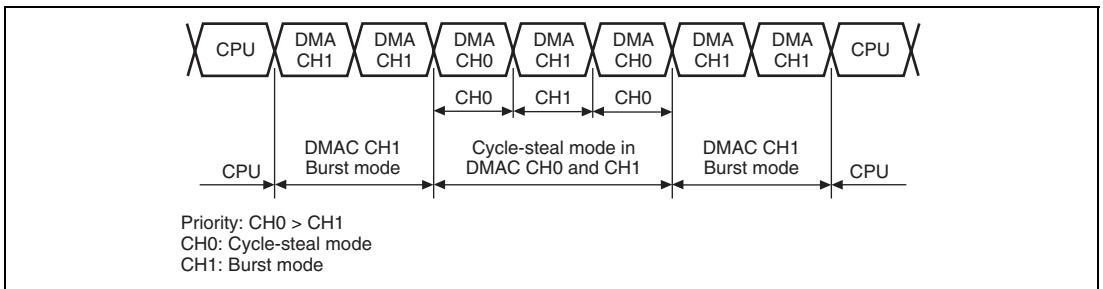 CPU DMA CH1 DMA CH1 DMA CH0 DMA CH1 DMA CH0 DMA CH1 DMA CH1 CPU
CH0 CH1 CH0
CPU DMAC CH1 Burst mode Cycle-steal mode in DMAC CH0 and CH1 DMAC CH1 Burst mode CPU
Priority: CH0 > CH1
CH0: Cycle-steal mode
CH1: Burst mode